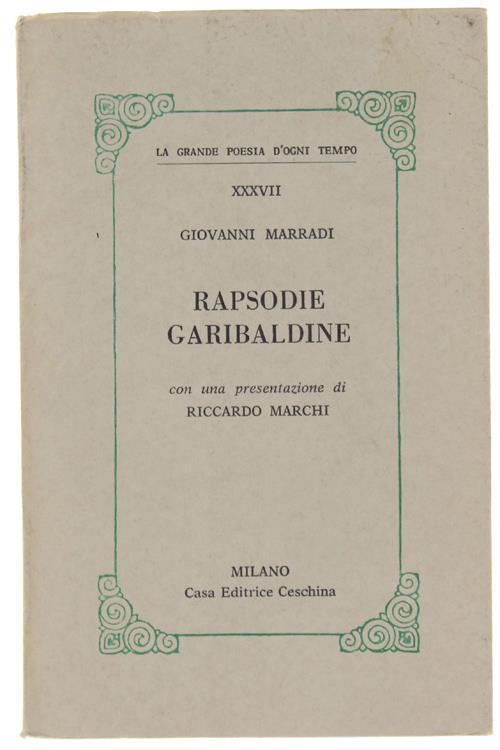 LA GRANDE POESIA D'OGNI TEMPO
XXXVII
GIOVANNI MARRADI
RAPSODIE
GARIBALDINE
con una presentazione di
RICCARDO MARCHI
MILANO
Casa Editrice Ceschina